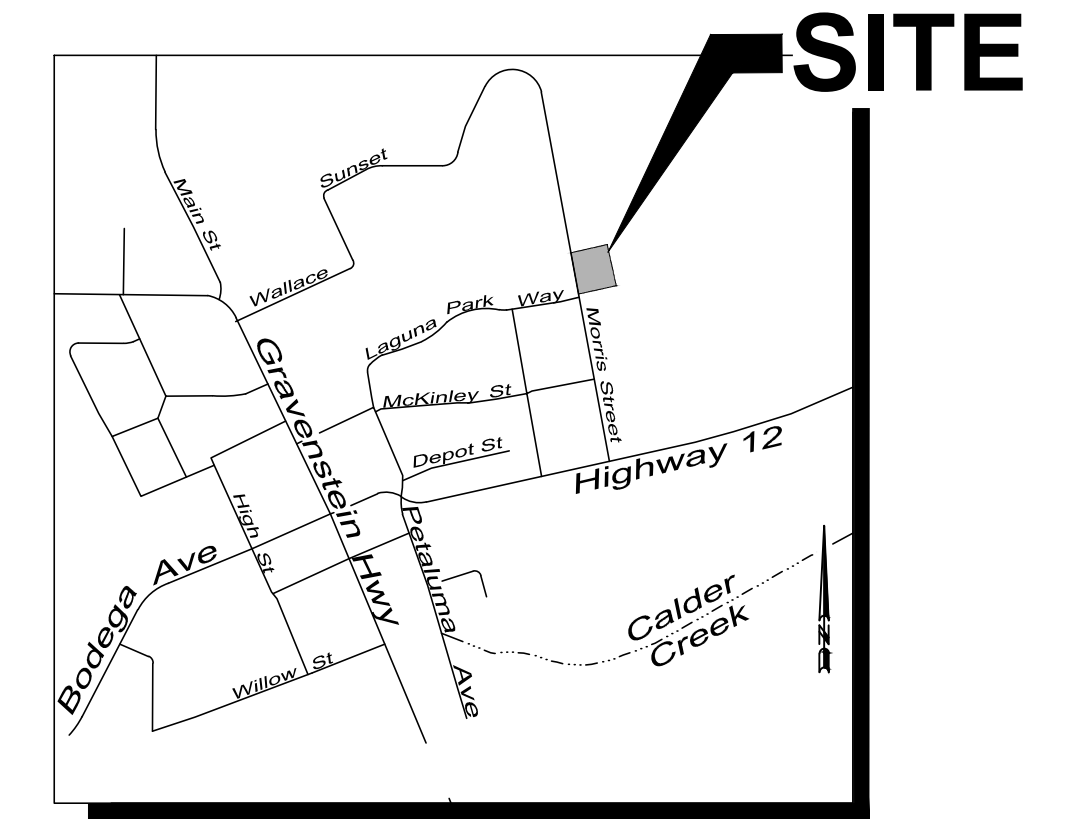 SITE
Sunset
Main St
Wallace
Laguna Park Way
Morris Street
Gravenstein Hwy
McKinley St
Depot St
Highway 12
High St
Petaluma Ave
Bodega Ave
Calder
Creek
Willow St
N